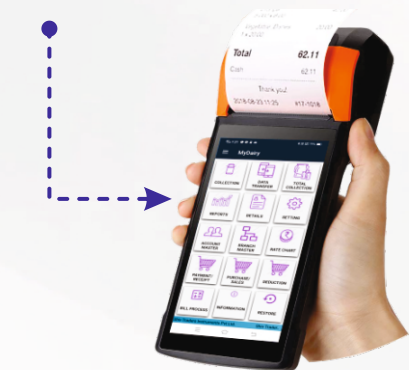 Total 62.11
Cash 62.11
Thank you!
MyDairy
COLLECTION
DATA TRANSFER
TOTAL COLLECTION
REPORTS
DETAILS
SETTING
ACCOUNT MASTER
BRANCH MASTER
RATE CHART
PAYMENT/ RECEIPT
PURCHASE/ SALES
DEDUCTION
BILL PROCESS
INFORMATION
RESTORE